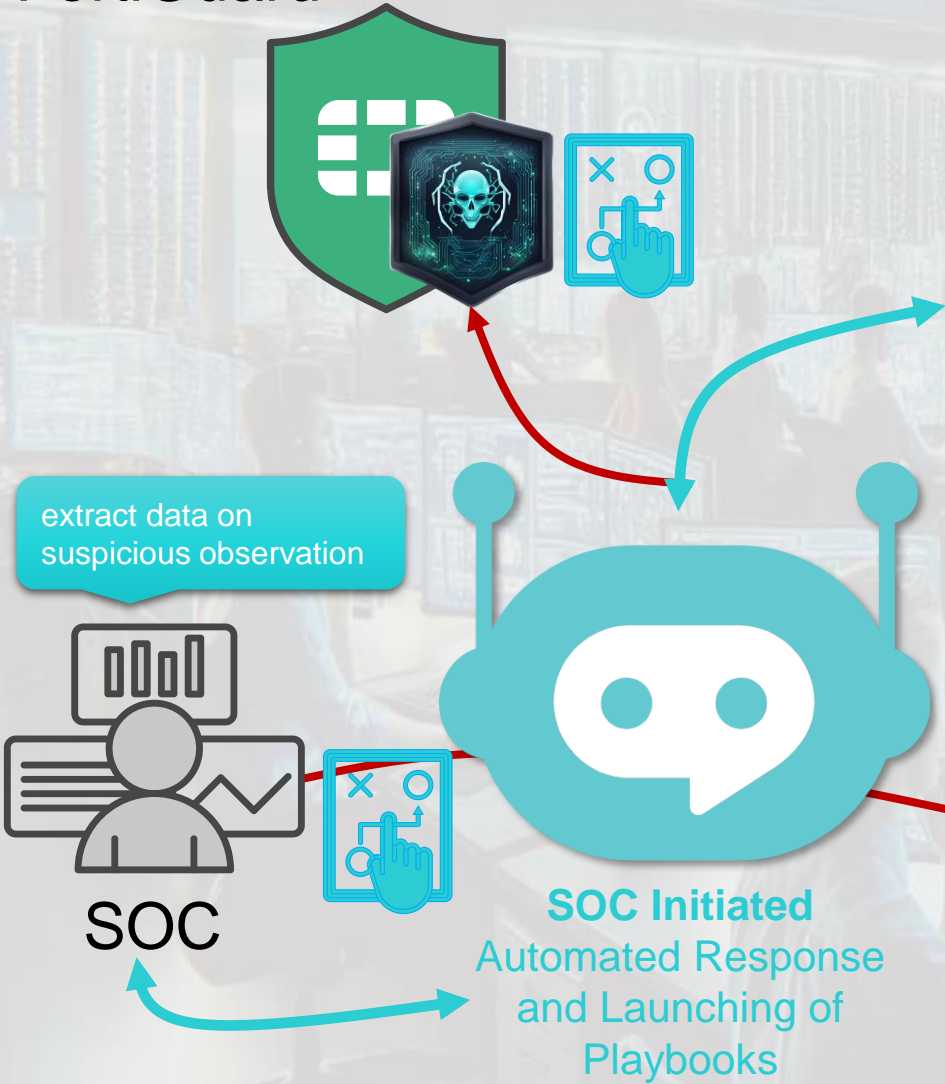 extract data on
suspicious observation
SOC
SOC Initiated
Automated Response
and Launching of
Playbooks